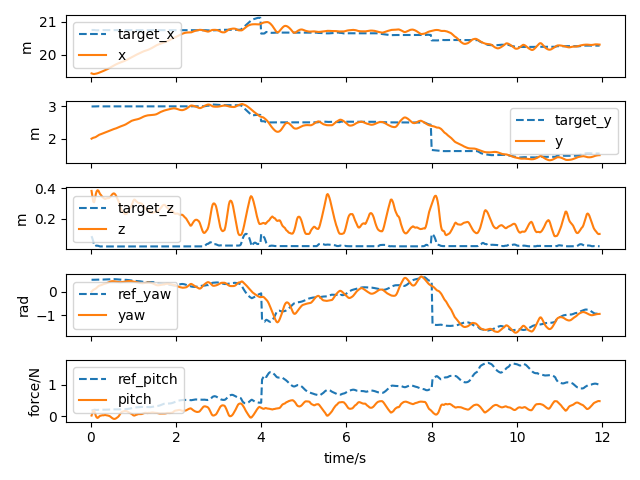 21
20
m
target_x
x
3
2
m
target_y
y
0.4
0.2
m
target_z
z
0
−1
rad
ref_yaw
yaw
1
0
force/N
ref_pitch
pitch
0 2 4 6 8 10 12
time/s